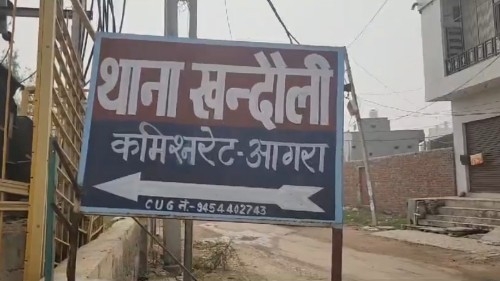 थाना खन्दौली
कमिश्नरेट-आगरा
CUG नं.-9454402743